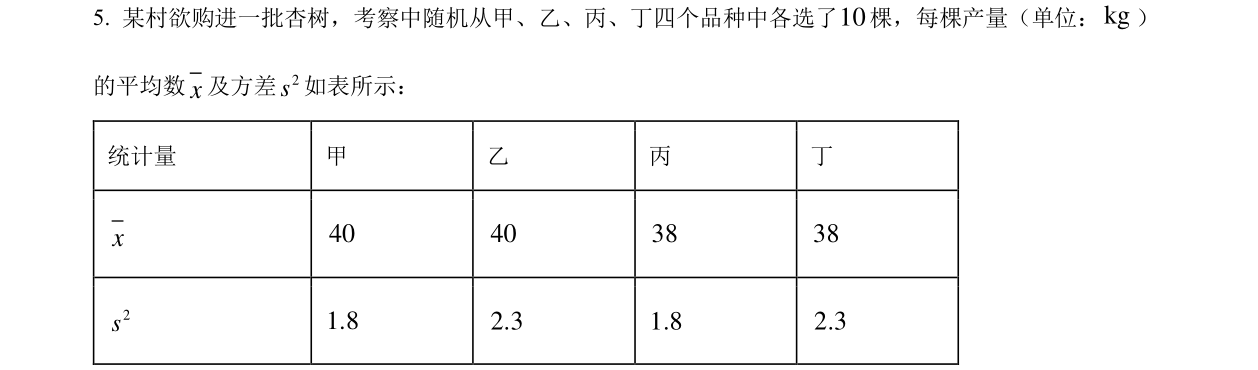 5. 某村欲购进一批杏树，考察中随机从甲、乙、丙、丁四个品种中各选了10棵，每棵产量（单位：kg）
的平均数 x̅ 及方差 s² 如表所示：
统计量 甲 乙 丙 丁
x̅ 40 40 38 38
s² 1.8 2.3 1.8 2.3